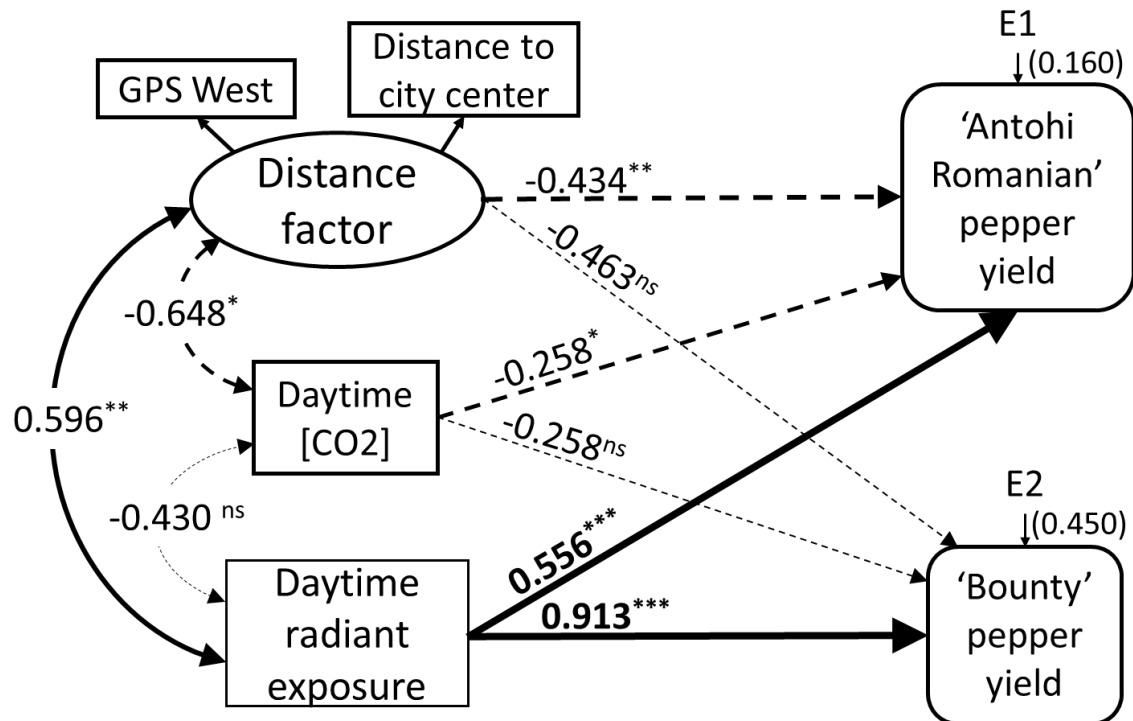 GPS West
Distance to
city center
E1
(0.160)
‘Antohi
Romanian’
pepper
yield
Distance
factor
-0.434**
-0.463ns
-0.648*
-0.258*
Daytime
[CO2]
0.596**
-0.258ns
-0.430 ns
E2
(0.450)
0.556***
Daytime
radiant
exposure
0.913***
‘Bounty’
pepper
yield